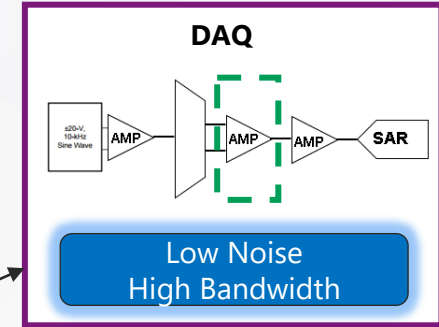 DAQ
±20-V,
10-kHz
Sine Wave
AMP
AMP
AMP
SAR
Low Noise
High Bandwidth